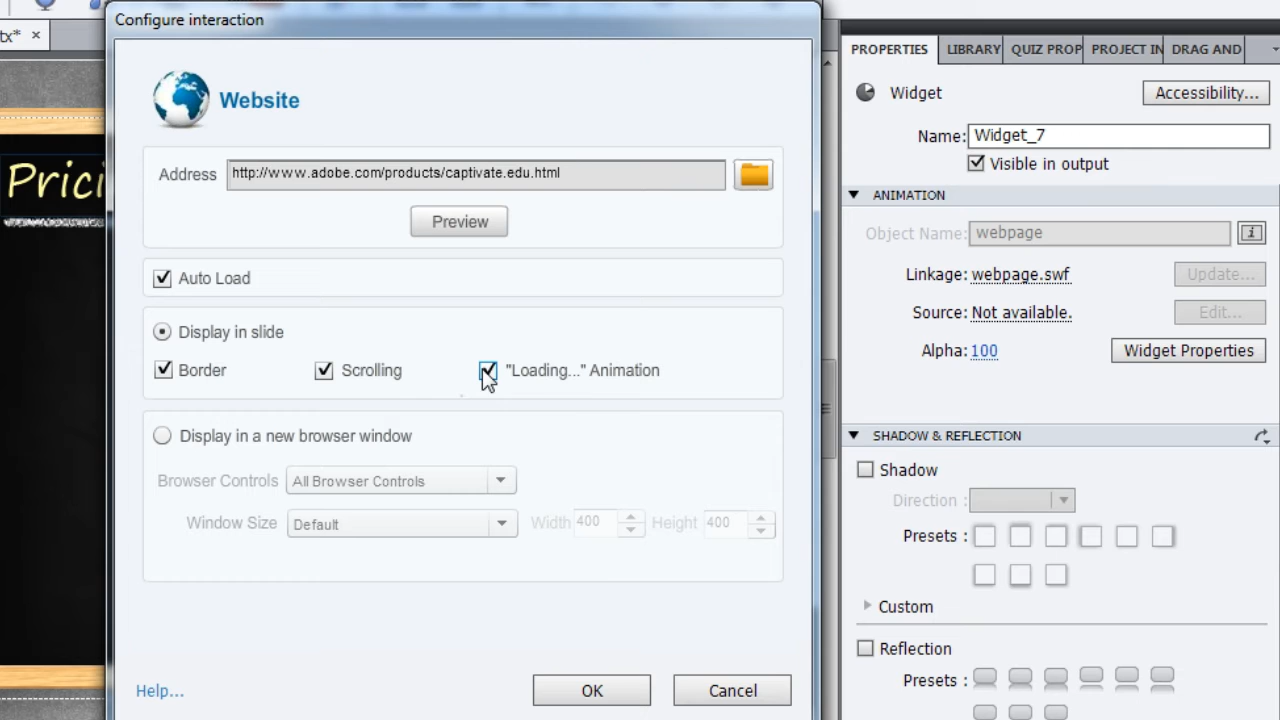 Configure interaction
tx* ×
Prici
Website
Address http://www.adobe.com/products/captivate.edu.html
Preview
Auto Load
Display in slide
Border Scrolling "Loading..." Animation
Display in a new browser window
Browser Controls All Browser Controls
Window Size Default Width 400 Height 400
Help... OK Cancel
PROPERTIES LIBRARY QUIZ PROP PROJECT IN DRAG AND
Widget Accessibility...
Name: Widget_7
Visible in output
ANIMATION
Object Name: webpage i
Linkage: webpage.swf Update...
Source: Not available. Edit...
Alpha: 100 Widget Properties
SHADOW & REFLECTION
Shadow
Direction :
Presets :
Custom
Reflection
Presets :